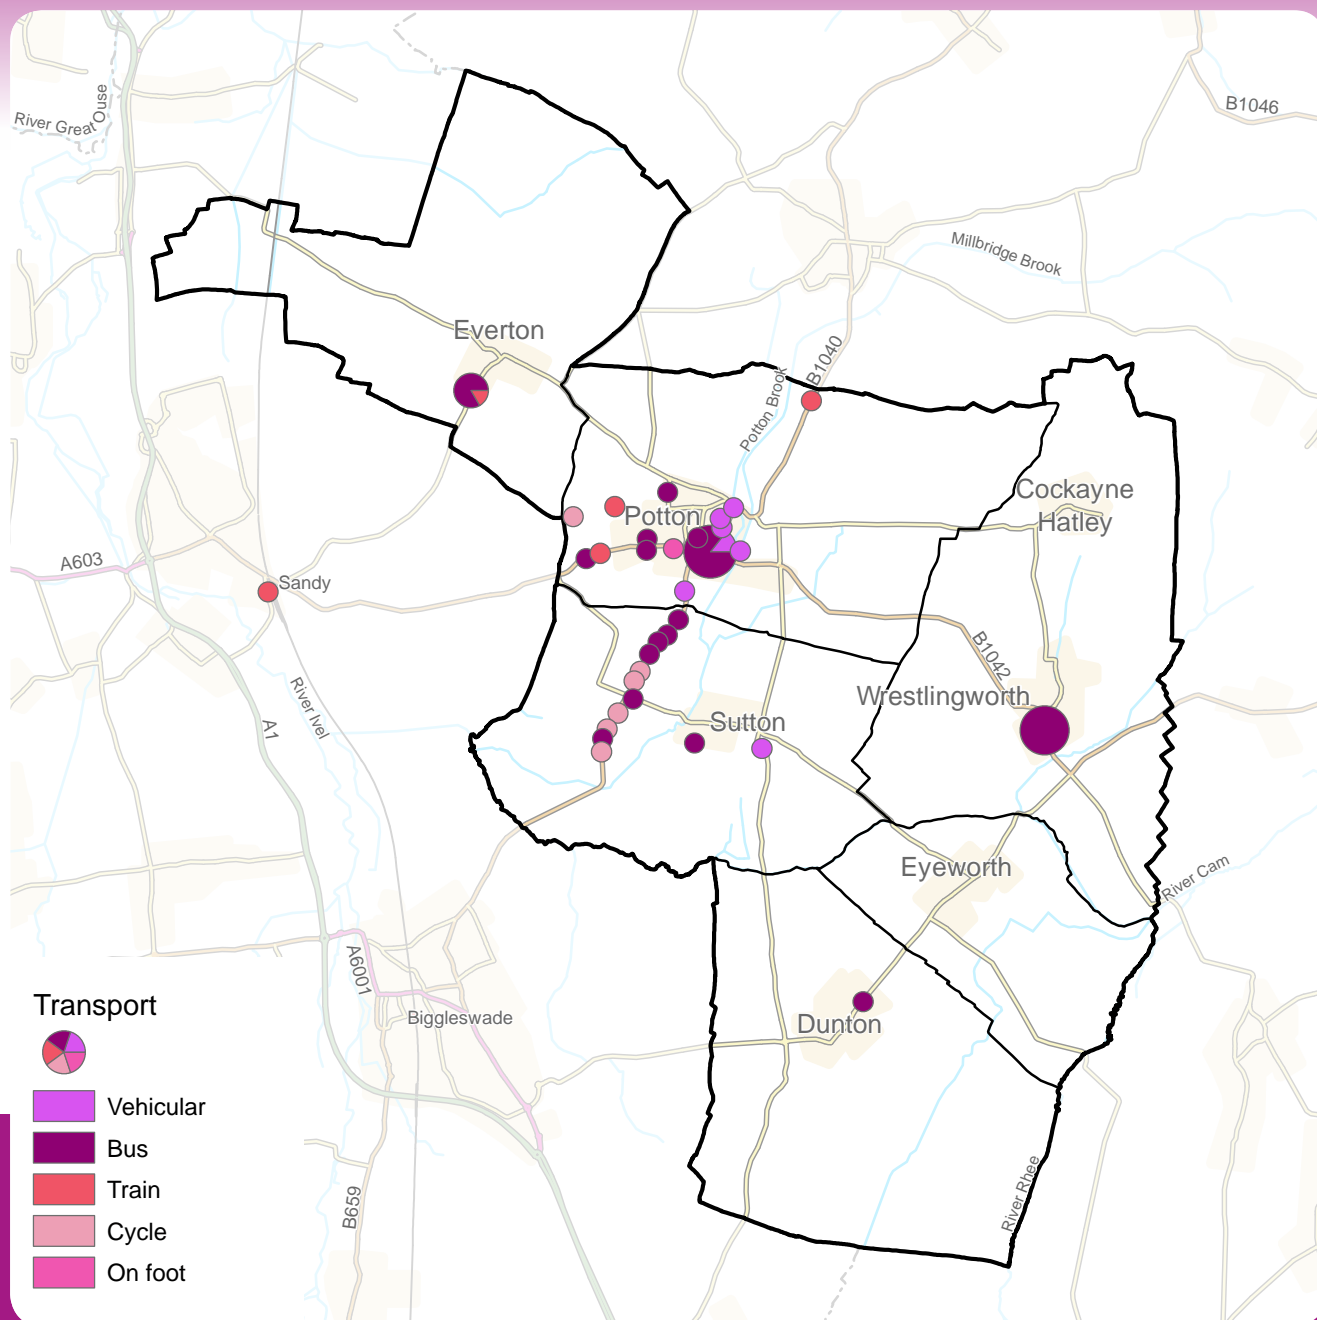 River Great Ouse
B1046
Millbridge Brook
Everton
B1040
Potton Brook
Cockayne
Hatley
Potton
A603
Sandy
B1042
Wrestlingworth
River Ivel
A1
Sutton
Eyeworth
River Cam
A6001
Biggleswade
Dunton
River Rhee
B659
Transport
Vehicular
Bus
Train
Cycle
On foot